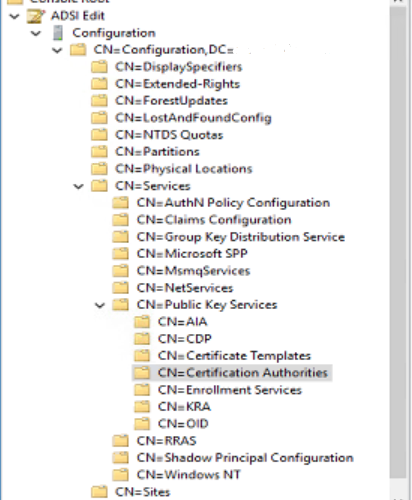 Console Root
ADSI Edit
Configuration
CN=Configuration,DC=
CN=DisplaySpecifiers
CN=Extended-Rights
CN=ForestUpdates
CN=LostAndFoundConfig
CN=NTDS Quotas
CN=Partitions
CN=Physical Locations
CN=Services
CN=AuthN Policy Configuration
CN=Claims Configuration
CN=Group Key Distribution Service
CN=Microsoft SPP
CN=MsmqServices
CN=NetServices
CN=Public Key Services
CN=AIA
CN=CDP
CN=Certificate Templates
CN=Certification Authorities
CN=Enrollment Services
CN=KRA
CN=OID
CN=RRAS
CN=Shadow Principal Configuration
CN=Windows NT
CN=Sites